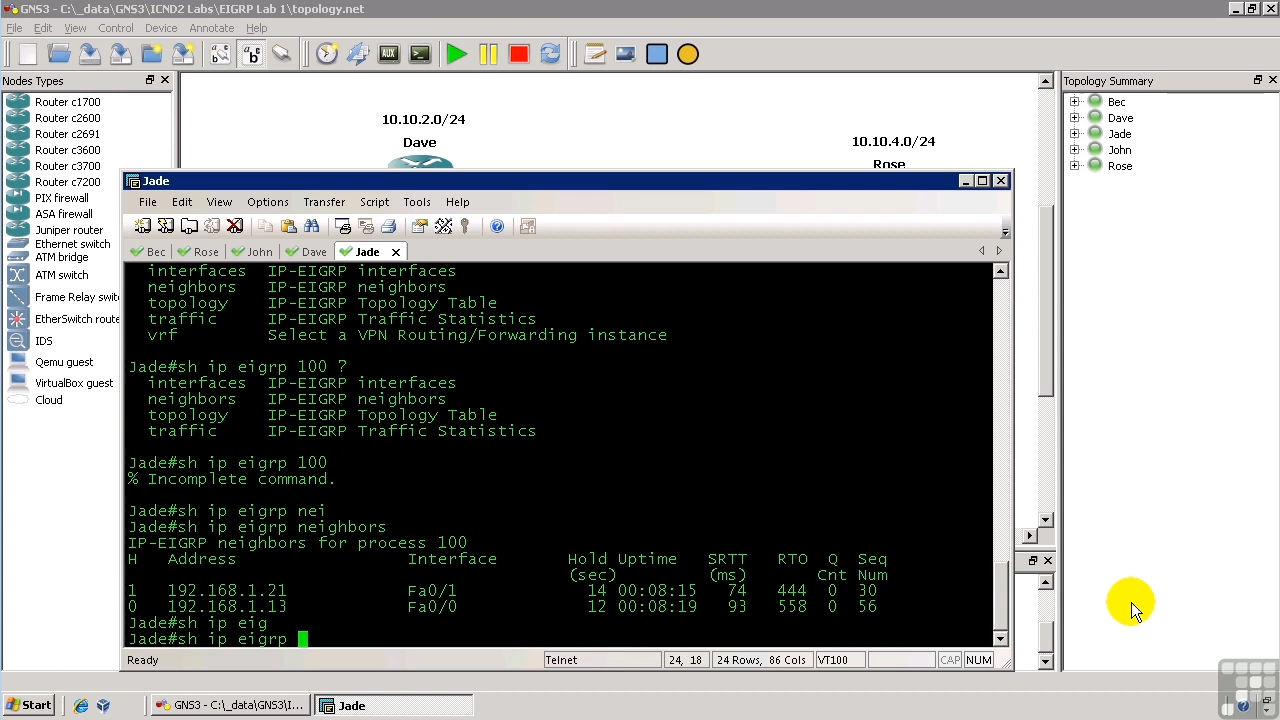 GNS3 - C:\_data\GNS3\ICND2 Labs\EIGRP Lab 1\topology.net
File Edit View Control Device Annotate Help
Nodes Types
Router c1700
Router c2600
Router c2691
Router c3600
Router c3700
Router c7200
PIX firewall
ASA firewall
Juniper router
Ethernet switch
ATM bridge
ATM switch
Frame Relay switc
EtherSwitch route
IDS
Qemu guest
VirtualBox guest
Cloud
10.10.2.0/24
Dave
10.10.4.0/24
Rose
Topology Summary
Bec
Dave
Jade
John
Rose
Jade
File Edit View Options Transfer Script Tools Help
Bec Rose John Dave Jade
interfaces IP-EIGRP interfaces
neighbors IP-EIGRP neighbors
topology IP-EIGRP Topology Table
traffic IP-EIGRP Traffic Statistics
vrf Select a VPN Routing/Forwarding instance
Jade#sh ip eigrp 100 ?
interfaces IP-EIGRP interfaces
neighbors IP-EIGRP neighbors
topology IP-EIGRP Topology Table
traffic IP-EIGRP Traffic Statistics
Jade#sh ip eigrp 100
% Incomplete command.
Jade#sh ip eigrp nei
Jade#sh ip eigrp neighbors
IP-EIGRP neighbors for process 100
H Address Interface Hold Uptime SRTT RTO Q Seq
(sec) (ms) Cnt Num
1 192.168.1.21 Fa0/1 14 00:08:15 74 444 0 30
0 192.168.1.13 Fa0/0 12 00:08:19 93 558 0 56
Jade#sh ip eig
Jade#sh ip eigrp
Ready Telnet 24, 18 24 Rows, 86 Cols VT100 CAP NUM
Start GNS3 - C:\_data\GNS3\I... Jade